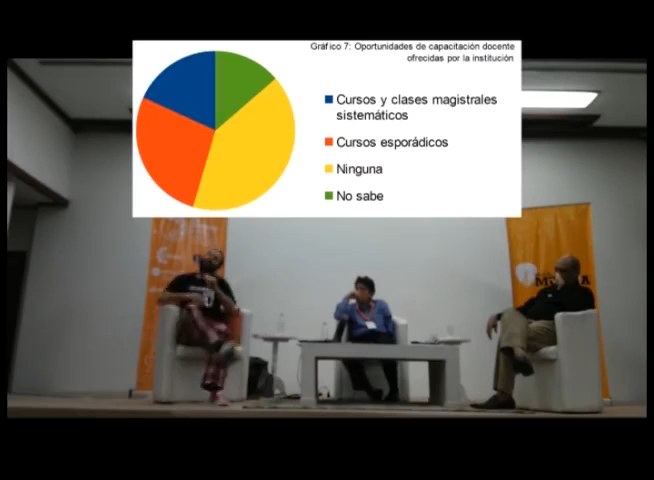 Gráfico 7: Oportunidades de capacitación docente
ofrecidas por la institución
Cursos y clases magistrales
sistemáticos
Cursos esporádicos
Ninguna
No sabe